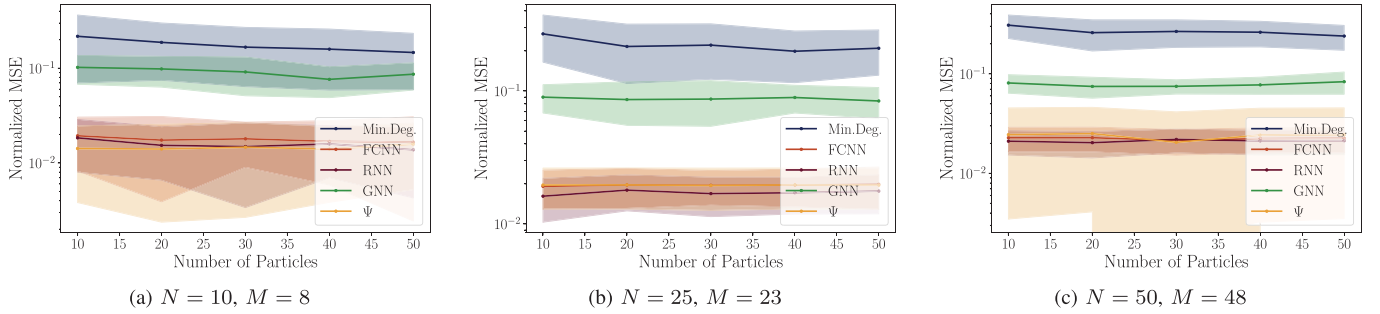 Normalized MSE
10⁻¹
10⁻²
Min.Deg.
FCNN
RNN
GNN
Ψ
10 15 20 25 30 35 40 45 50
Number of Particles
(a) N = 10, M = 8
Normalized MSE
10⁻¹
10⁻²
Min.Deg.
FCNN
RNN
GNN
Ψ
10 15 20 25 30 35 40 45 50
Number of Particles
(b) N = 25, M = 23
Normalized MSE
10⁻¹
10⁻²
Min.Deg.
FCNN
RNN
GNN
Ψ
10 15 20 25 30 35 40 45 50
Number of Particles
(c) N = 50, M = 48